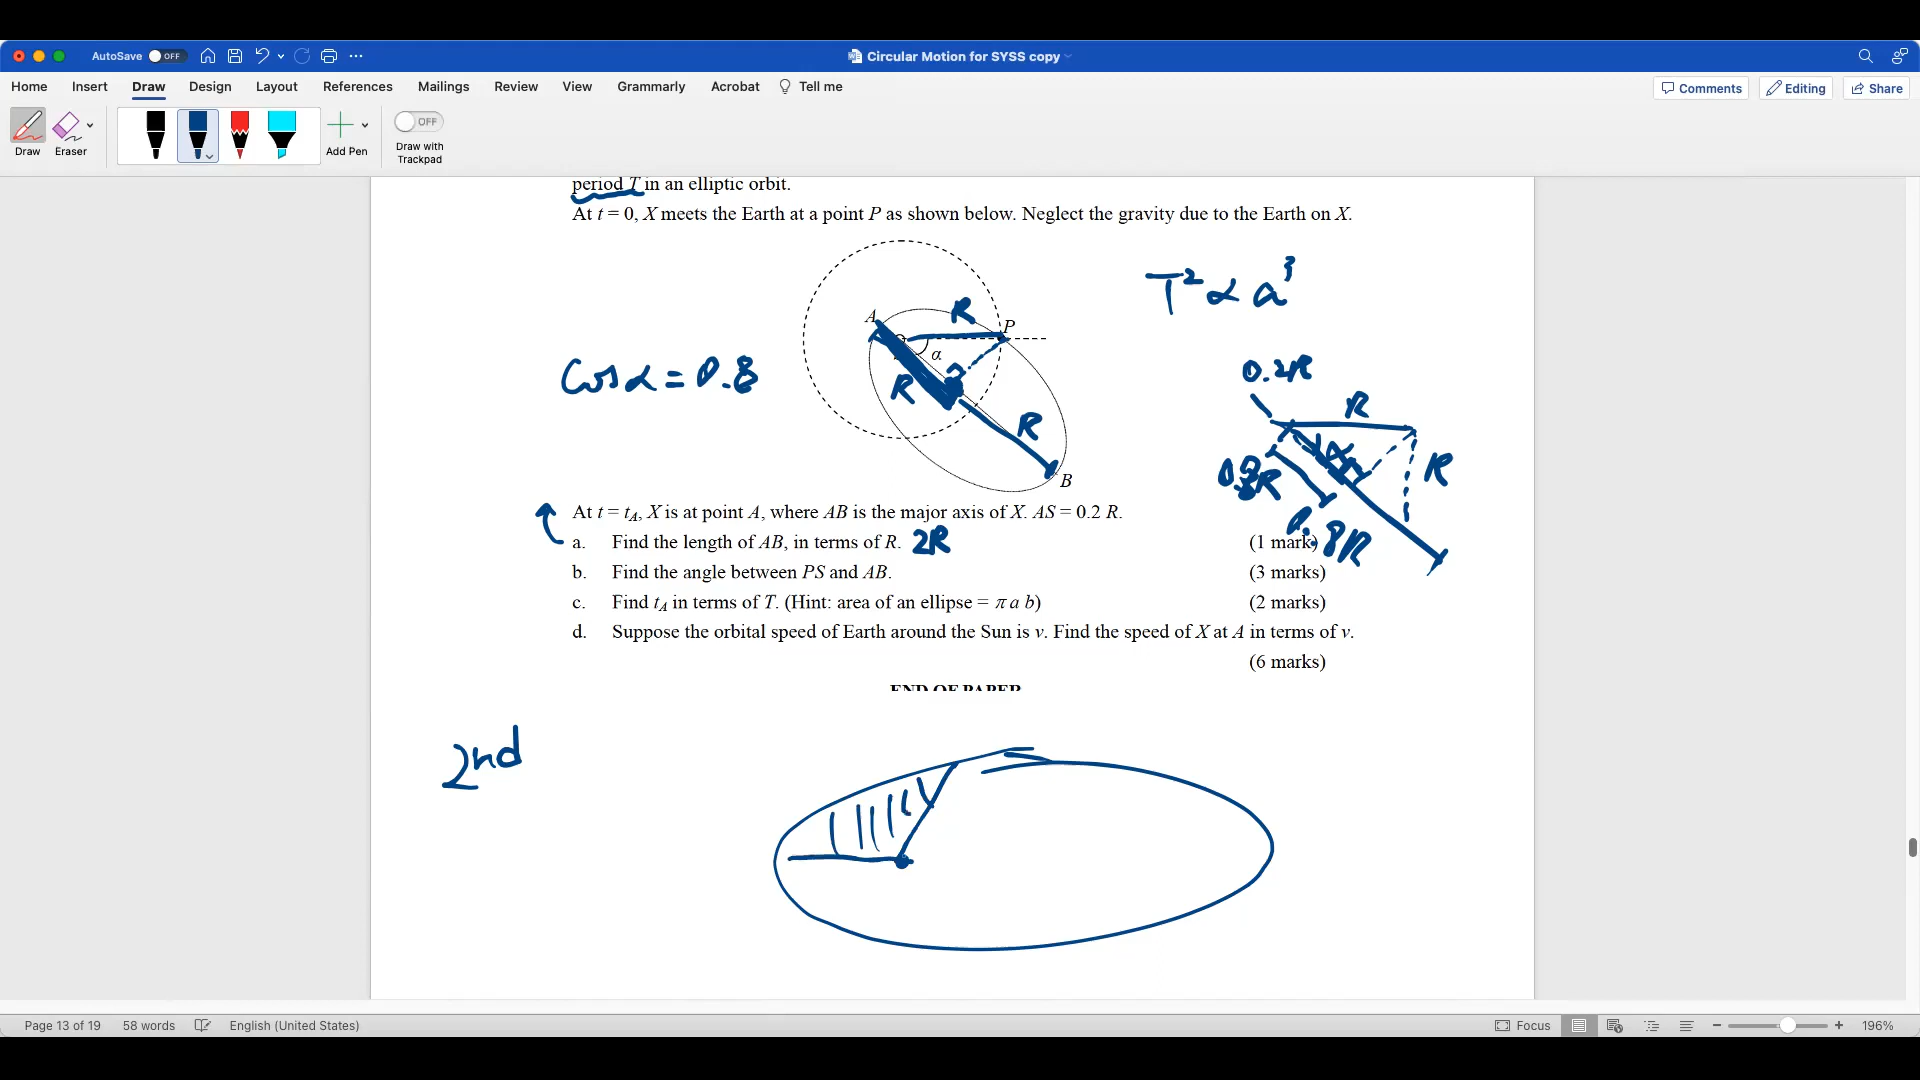 AutoSave OFF
Circular Motion for SYSS copy
Home Insert Draw Design Layout References Mailings Review View Grammarly Acrobat Tell me
Comments Editing Share
Draw Eraser Add Pen OFF Draw with Trackpad
period T in an elliptic orbit.
At t = 0, X meets the Earth at a point P as shown below. Neglect the gravity due to the Earth on X.
T² ∝ a³
A R P
α
R
R
B
cos α = 0.8
0.2R
R
α
R
0.8R
0.8R
At t = tA, X is at point A, where AB is the major axis of X. AS = 0.2 R.
a. Find the length of AB, in terms of R. 2R (1 mark)
b. Find the angle between PS and AB. (3 marks)
c. Find tA in terms of T. (Hint: area of an ellipse = π a b) (2 marks)
d. Suppose the orbital speed of Earth around the Sun is v. Find the speed of X at A in terms of v.
(6 marks)
END OF PAPER
2nd
Page 13 of 19 58 words English (United States) Focus 196%